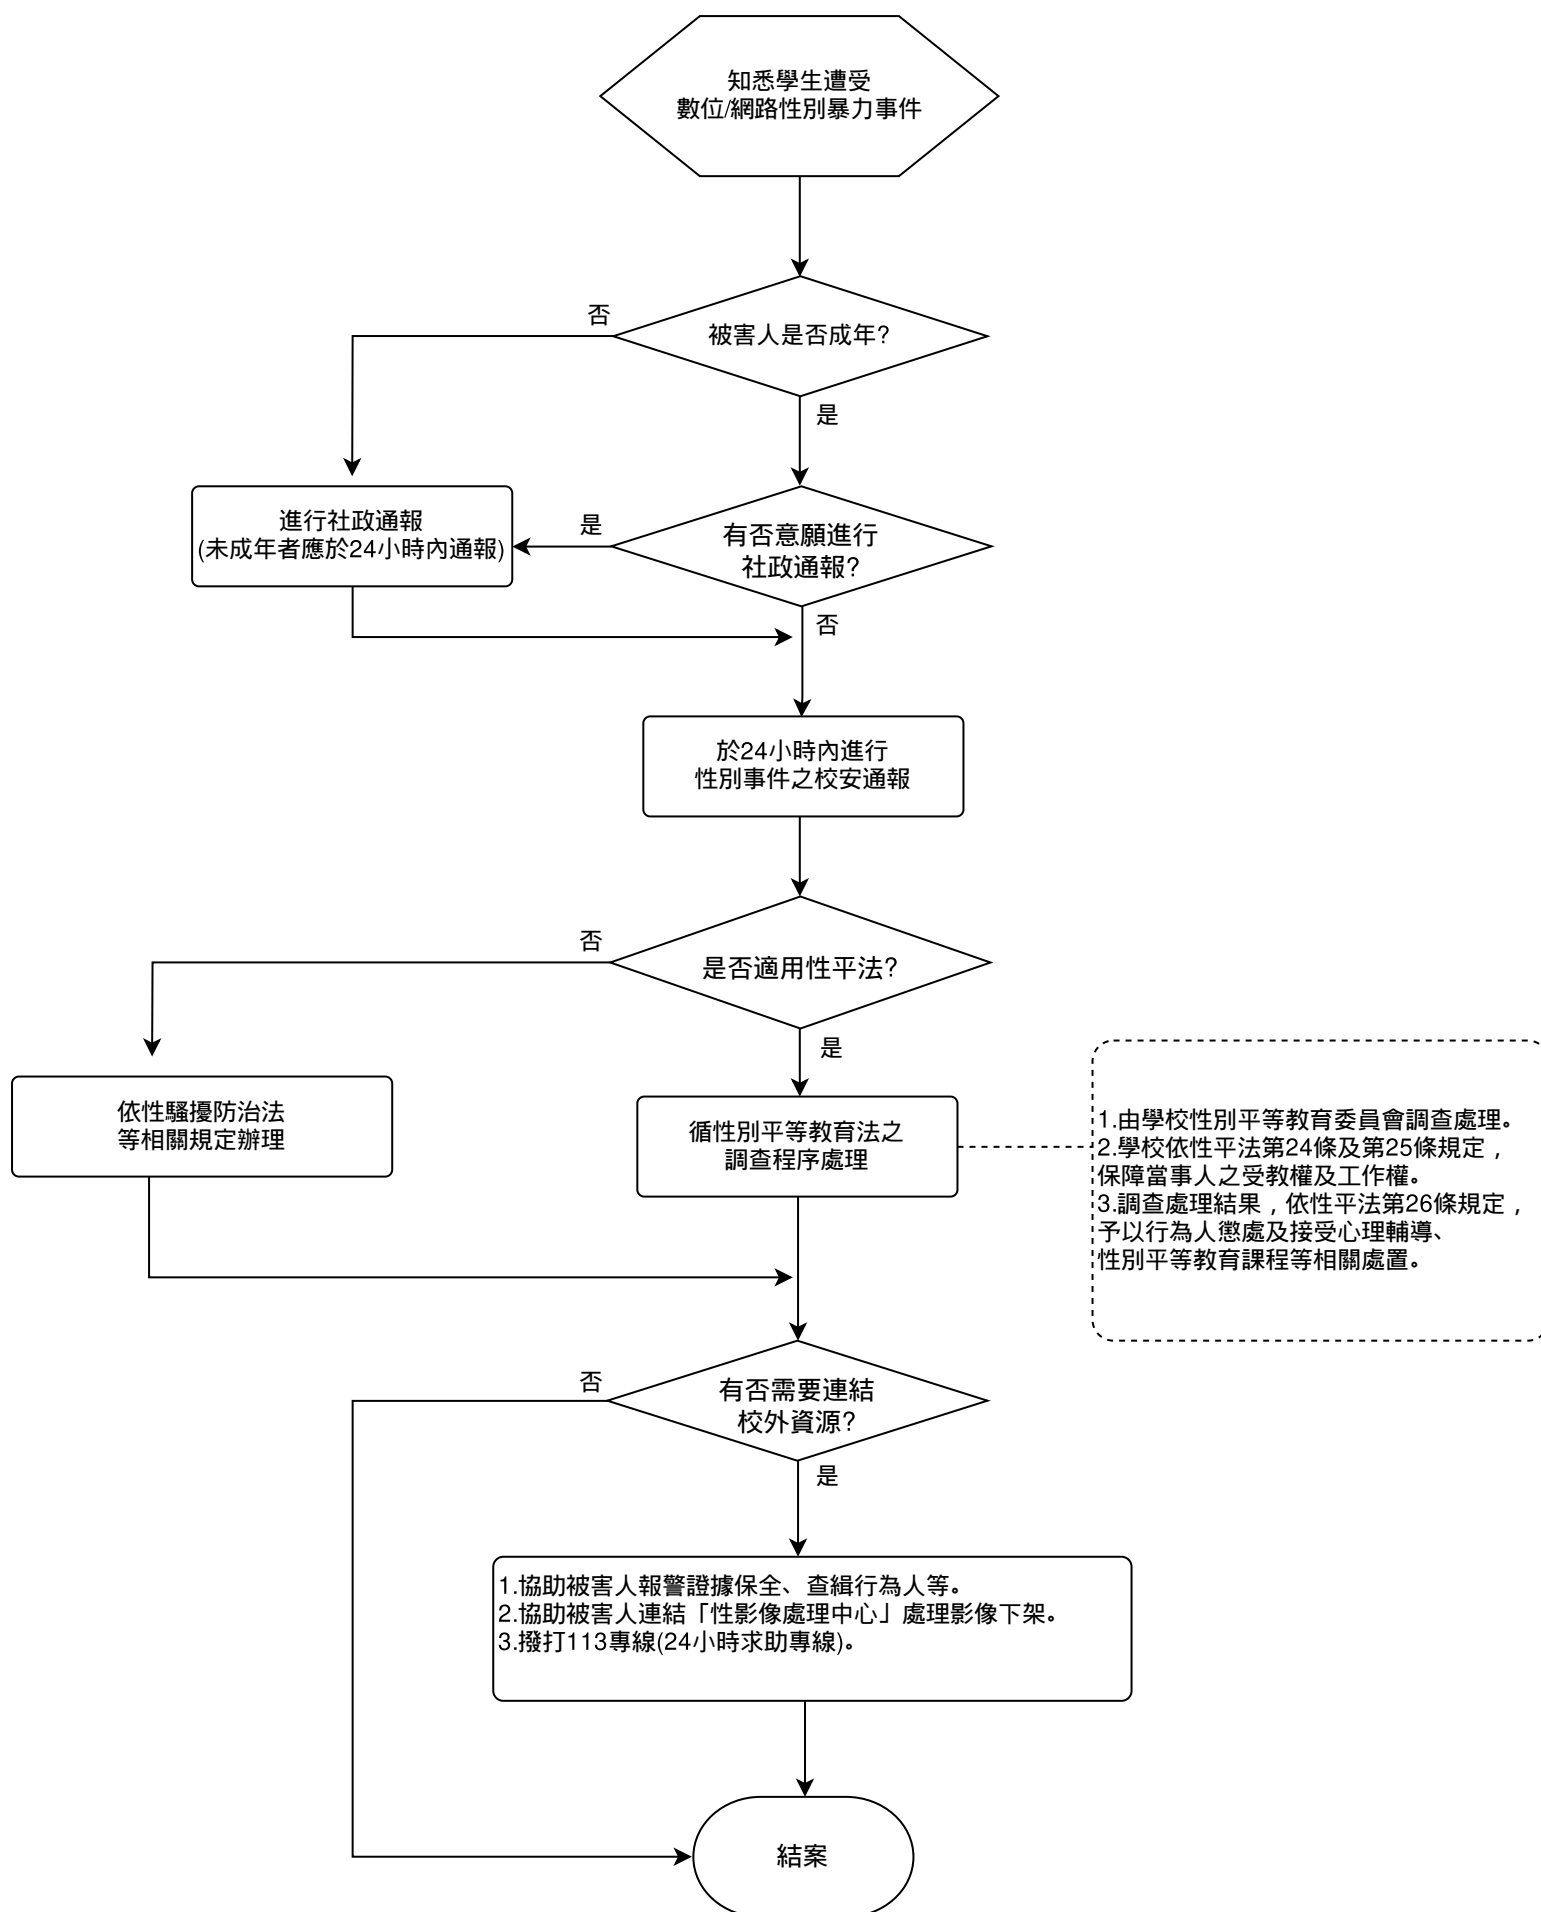 知悉學生遭受
數位/網路性別暴力事件
否
被害人是否成年?
是
進行社政通報
(未成年者應於24小時內通報)
是
有否意願進行
社政通報?
否
於24小時內進行
性別事件之校安通報
否
是否適用性平法?
是
依性騷擾防治法
等相關規定辦理
循性別平等教育法之
調查程序處理
1.由學校性別平等教育委員會調查處理。
2.學校依性平法第24條及第25條規定，
保障當事人之受教權及工作權。
3.調查處理結果，依性平法第26條規定，
予以行為人懲處及接受心理輔導、
性別平等教育課程等相關處置。
否
有否需要連結
校外資源?
是
1.協助被害人報警證據保全、查緝行為人等。
2.協助被害人連結「性影像處理中心」處理影像下架。
3.撥打113專線(24小時求助專線)。
結案